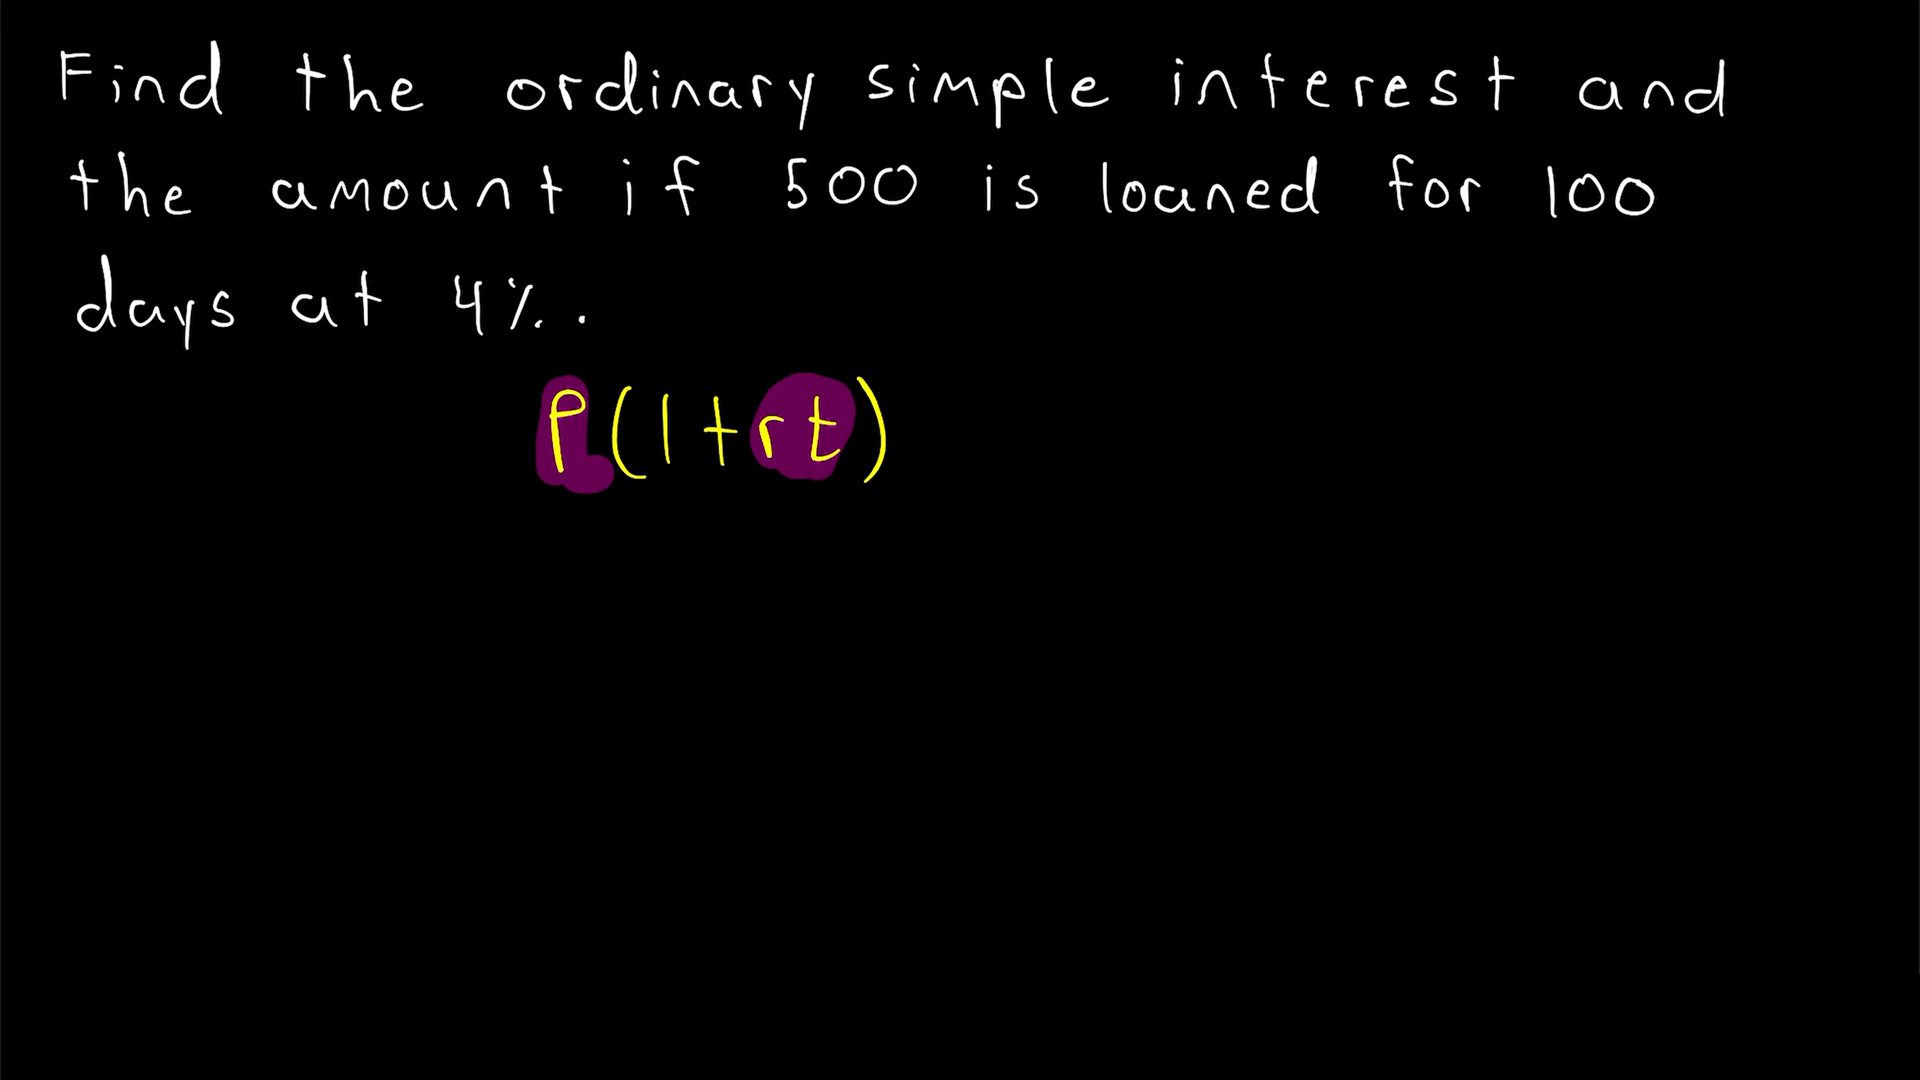 Find the ordinary simple interest and
the amount if 500 is loaned for 100
days at 4%.
P(1+rt)